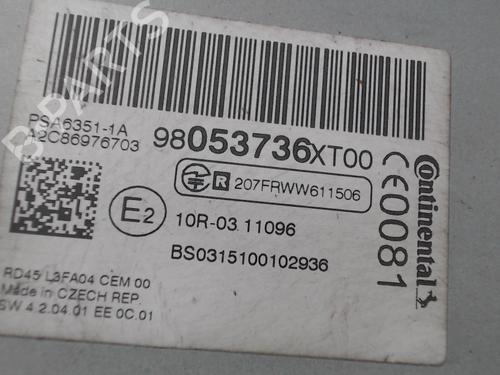 B PARTS
PSA6351-1A
A2C86976703
98053736XT00
R 207FRWW611506
E2
10R-03 11096
BS0315100102936
RD45 L3FA04 CEM 00
Made in CZECH REP.
SW 4.2.04.01 EE 0C.01
CE0081
Continental